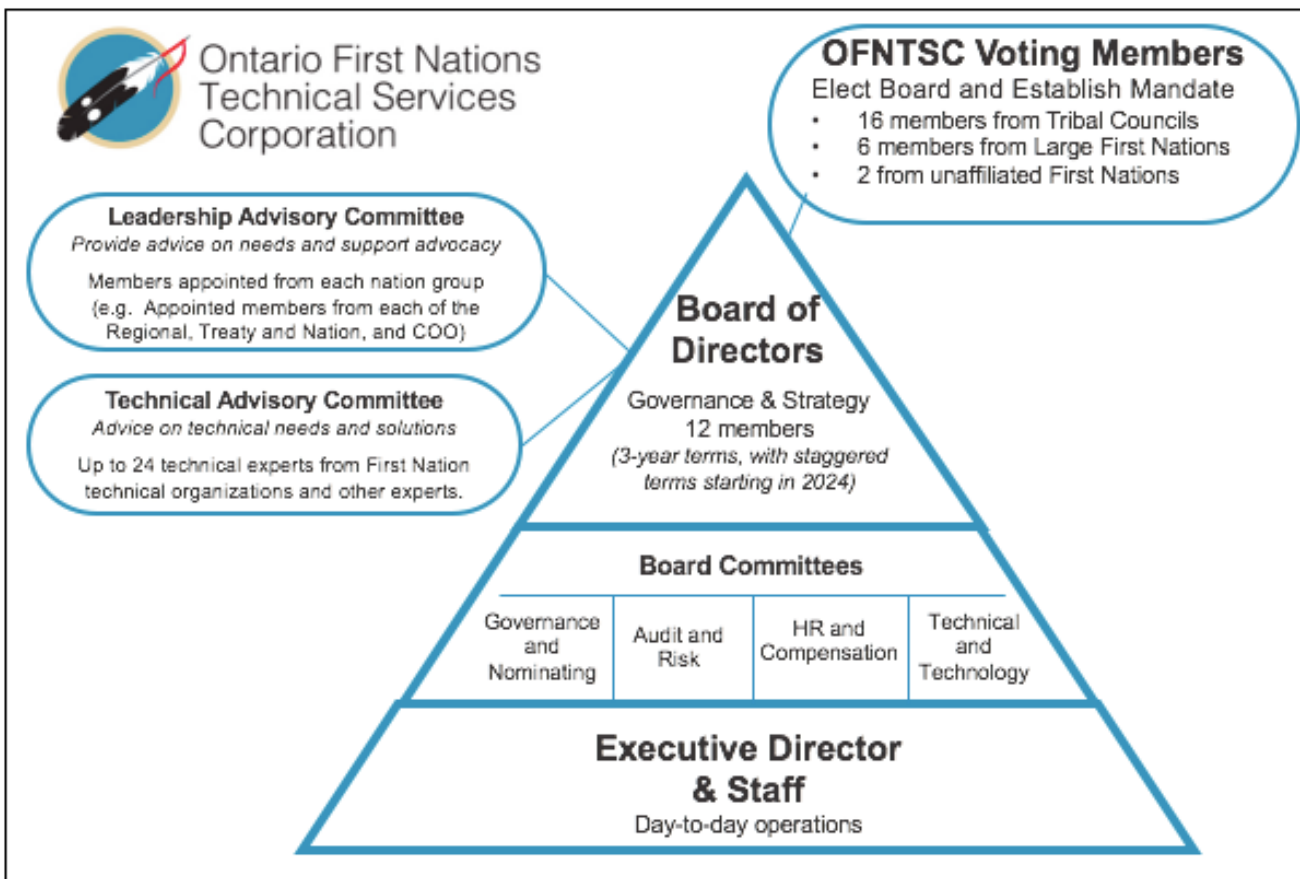 Ontario First Nations
Technical Services
Corporation
OFNTSC Voting Members
Elect Board and Establish Mandate
• 16 members from Tribal Councils
• 6 members from Large First Nations
• 2 from unaffiliated First Nations
Leadership Advisory Committee
Provide advice on needs and support advocacy
Members appointed from each nation group
(e.g. Appointed members from each of the
Regional, Treaty and Nation, and COO)
Technical Advisory Committee
Advice on technical needs and solutions
Up to 24 technical experts from First Nation
technical organizations and other experts.
Board of
Directors
Governance & Strategy
12 members
(3-year terms, with staggered
terms starting in 2024)
Board Committees
Governance
and
Nominating
Audit and
Risk
HR and
Compensation
Technical
and
Technology
Executive Director
& Staff
Day-to-day operations